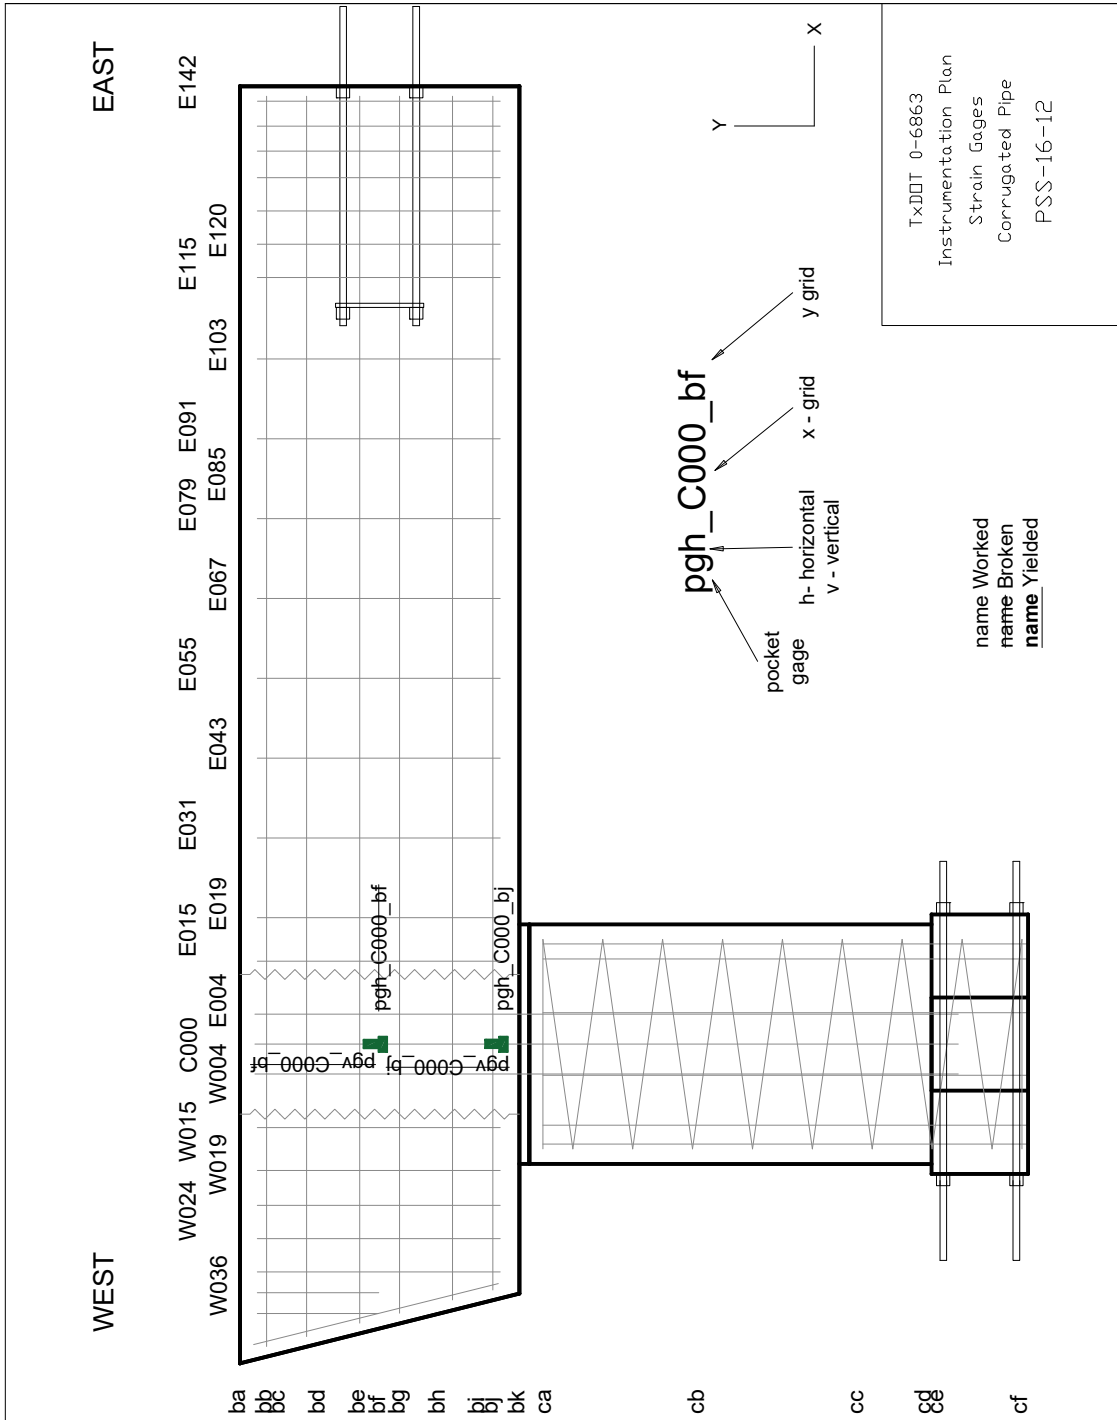 WEST
EAST
W036
W024
W019
W015
W004
C000
E004
E015
E019
E031
E043
E055
E067
E079
E085
E091
E103
E115
E120
E142
ba
bb
bc
bd
be
bf
bg
bh
bi
bj
bk
ca
cb
cc
cd
ce
cf
pgv_C000_bf
pgh_C000_bf
pgv_C000_bj
pgh_C000_bj
pgh_C000_bf
pocket
gage
h- horizontal
v - vertical
x - grid
y grid
Y
X
name Worked
name Broken
name Yielded
TxDOT 0-6863
Instrumentation Plan
Strain Gages
Corrugated Pipe
PSS-16-12